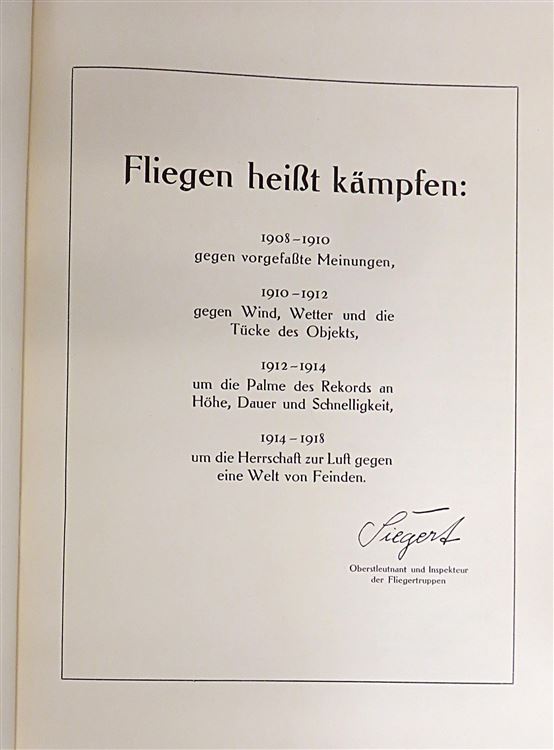 Fliegen heißt kämpfen:
1908–1910
gegen vorgefaßte Meinungen,
1910–1912
gegen Wind, Wetter und die
Tücke des Objekts,
1912–1914
um die Palme des Rekords an
Höhe, Dauer und Schnelligkeit,
1914–1918
um die Herrschaft zur Luft gegen
eine Welt von Feinden.
Siegert
Oberstleutnant und Inspekteur
der Fliegertruppen